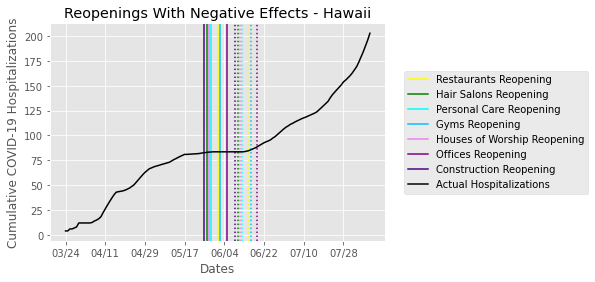 Reopenings With Negative Effects - Hawaii
Cumulative COVID-19 Hospitalizations
200
175
150
125
100
75
50
25
0
03/24 04/11 04/29 05/17 06/04 06/22 07/10 07/28
Dates
Restaurants Reopening
Hair Salons Reopening
Personal Care Reopening
Gyms Reopening
Houses of Worship Reopening
Offices Reopening
Construction Reopening
Actual Hospitalizations